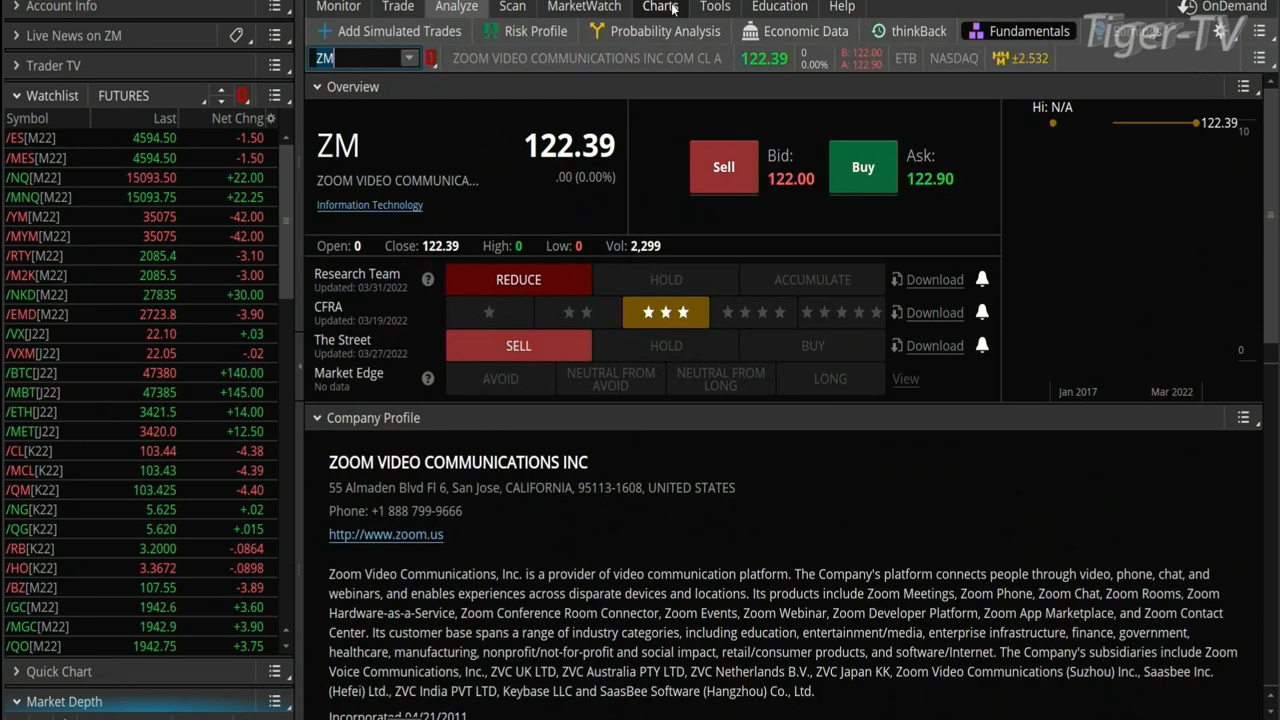 Account Info
Monitor Trade Analyze Scan MarketWatch Charts Tools Education Help OnDemand
Live News on ZM
Add Simulated Trades Risk Profile Probability Analysis Economic Data thinkBack Fundamentals
Tiger-TV
ZM ZOOM VIDEO COMMUNICATIONS INC COM CL A 122.39 0 0.00% B: 122.00 A: 122.90 ETB NASDAQ ±2.532
Trader TV
Watchlist FUTURES
Symbol Last Net Chng
/ES[M22] 4594.50 -1.50
/MES[M22] 4594.50 -1.50
/NQ[M22] 15093.50 +22.00
/MNQ[M22] 15093.75 +22.25
/YM[M22] 35075 -42.00
/MYM[M22] 35075 -42.00
/RTY[M22] 2085.4 -3.10
/M2K[M22] 2085.5 -3.00
/NKD[M22] 27835 +30.00
/EMD[M22] 2723.8 -3.90
/VX[J22] 22.10 +.03
/VXM[J22] 22.05 -.02
/BTC[J22] 47380 +140.00
/MBT[J22] 47385 +145.00
/ETH[J22] 3421.5 +14.00
/MET[J22] 3420.0 +12.50
/CL[K22] 103.44 -4.38
/MCL[K22] 103.43 -4.39
/QM[K22] 103.425 -4.40
/NG[K22] 5.625 +.02
/QG[K22] 5.620 +.015
/RB[K22] 3.2000 -.0864
/HO[K22] 3.3672 -.0898
/BZ[M22] 107.55 -3.89
/GC[M22] 1942.6 +3.60
/MGC[M22] 1942.9 +3.90
/QO[M22] 1942.75 +3.75
Quick Chart
Market Depth
Overview
ZM 122.39
ZOOM VIDEO COMMUNICA... .00 (0.00%)
Information Technology
Sell Bid: 122.00
Buy Ask: 122.90
Open: 0 Close: 122.39 High: 0 Low: 0 Vol: 2,299
Research Team REDUCE HOLD ACCUMULATE Download
Updated: 03/31/2022
CFRA Download
Updated: 03/19/2022
The Street SELL HOLD BUY Download
Updated: 03/27/2022
Market Edge AVOID NEUTRAL FROM AVOID NEUTRAL FROM LONG LONG View
No data
Hi: N/A
122.39
10
0
Jan 2017 Mar 2022
Company Profile
ZOOM VIDEO COMMUNICATIONS INC
55 Almaden Blvd Fl 6, San Jose, CALIFORNIA, 95113-1608, UNITED STATES
Phone: +1 888 799-9666
http://www.zoom.us
Zoom Video Communications, Inc. is a provider of video communication platform. The Company's platform connects people through video, phone, chat, and
webinars, and enables experiences across disparate devices and locations. Its products include Zoom Meetings, Zoom Phone, Zoom Chat, Zoom Rooms, Zoom
Hardware-as-a-Service, Zoom Conference Room Connector, Zoom Events, Zoom Webinar, Zoom Developer Platform, Zoom App Marketplace, and Zoom Contact
Center. Its customer base spans a range of industry categories, including education, entertainment/media, enterprise infrastructure, finance, government,
healthcare, manufacturing, nonprofit/not-for-profit and social impact, retail/consumer products, and software/Internet. The Company's subsidiaries include Zoom
Voice Communications, Inc., ZVC UK LTD, ZVC Australia PTY LTD, ZVC Netherlands B.V., ZVC Japan KK, Zoom Video Communications (Suzhou) Inc., Saasbee Inc.
(Hefei) Ltd., ZVC India PVT LTD, Keybase LLC and SaasBee Software (Hangzhou) Co., Ltd.
Incorporated 04/21/2011